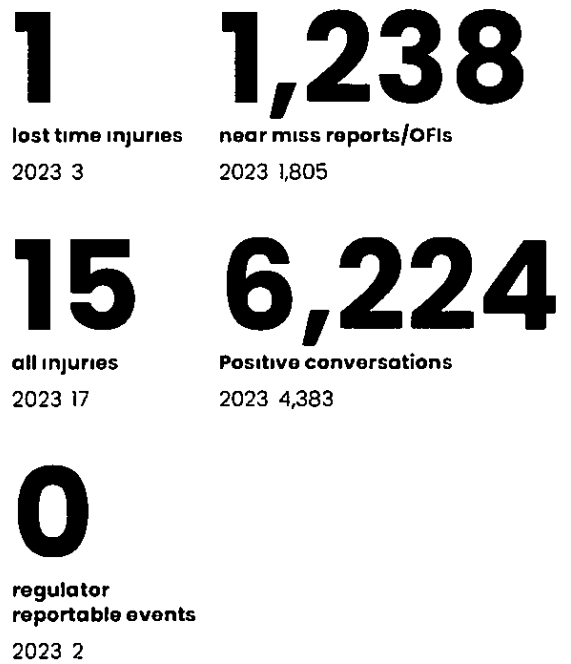 1
lost time injuries
2023 3
1,238
near miss reports/OFIs
2023 1,805
15
all injuries
2023 17
6,224
Positive conversations
2023 4,383
0
regulator
reportable events
2023 2